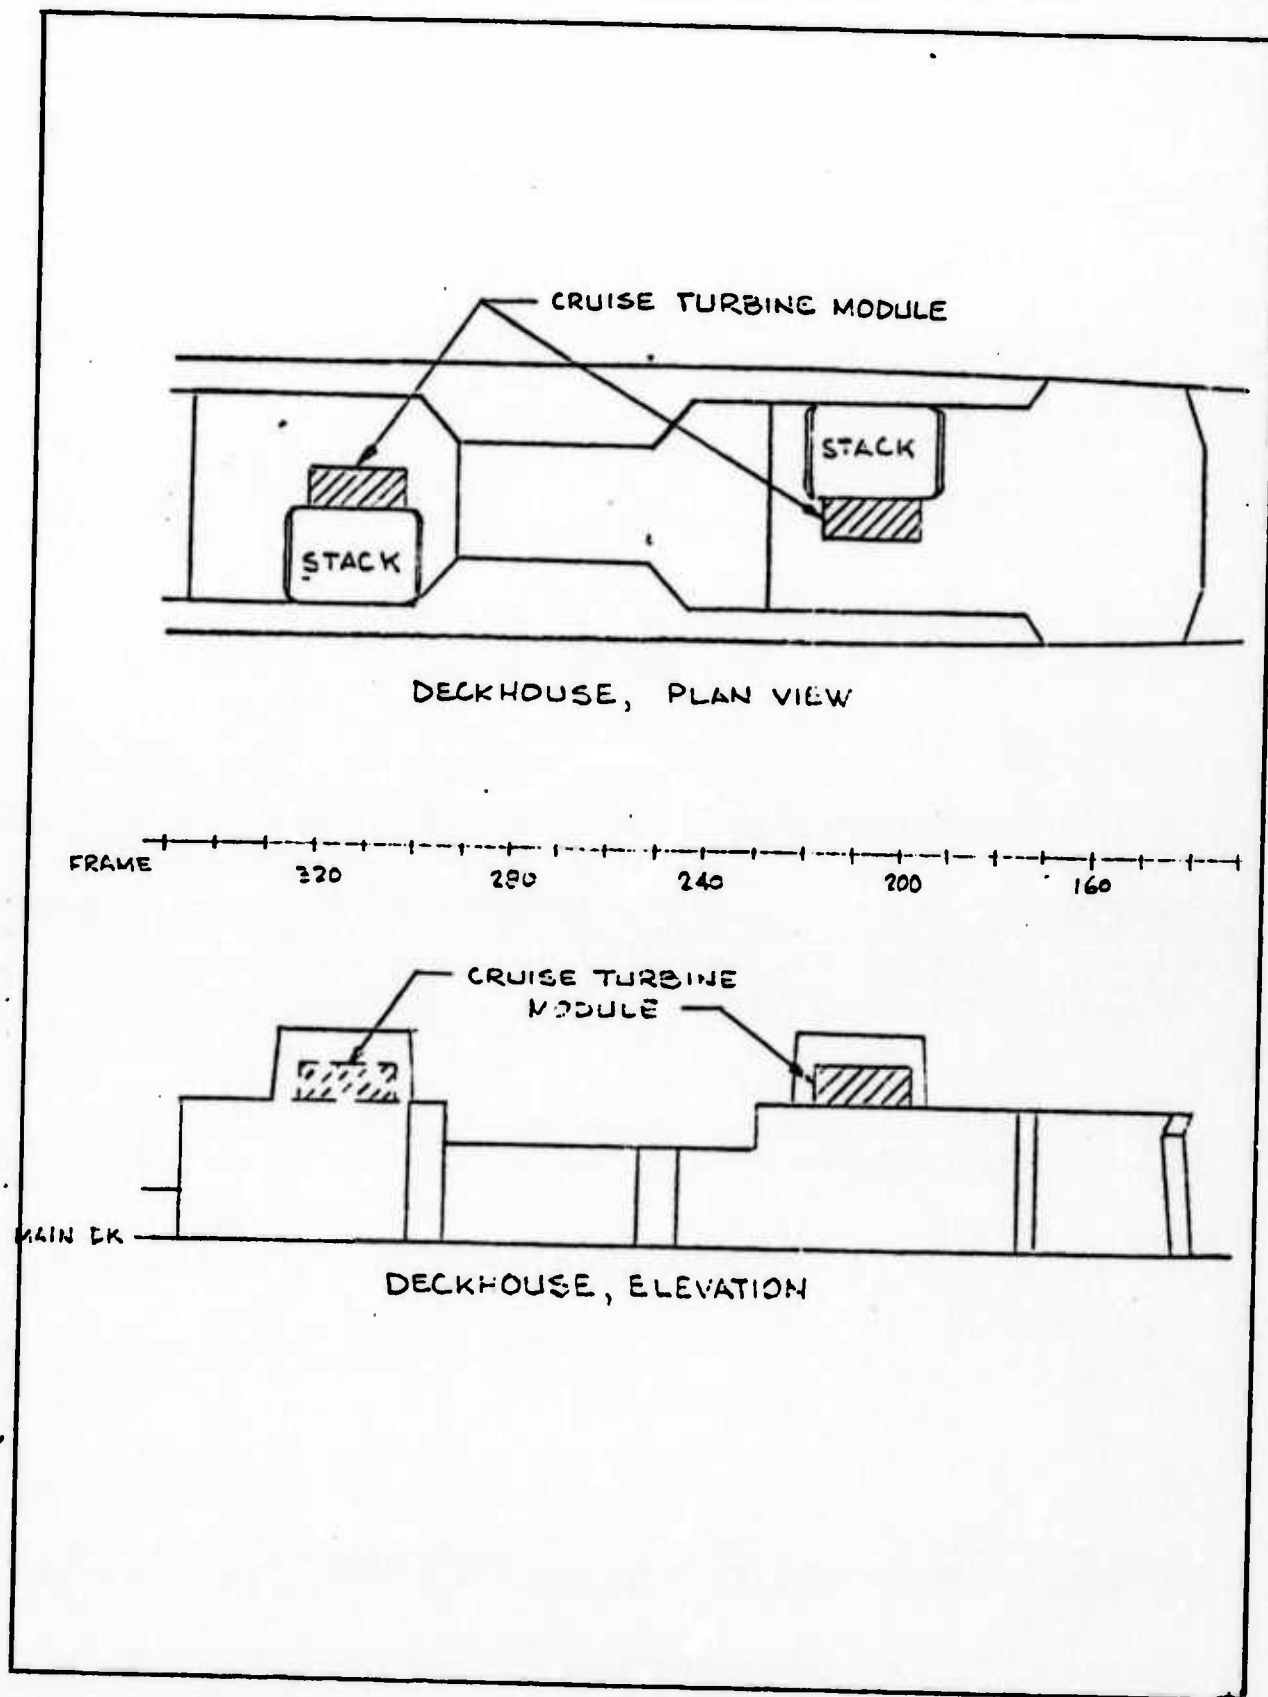 CRUISE TURBINE MODULE
STACK
STACK
DECKHOUSE, PLAN VIEW
FRAME
320 280 240 200 160
CRUISE TURBINE
MODULE
MAIN DK
DECKHOUSE, ELEVATION